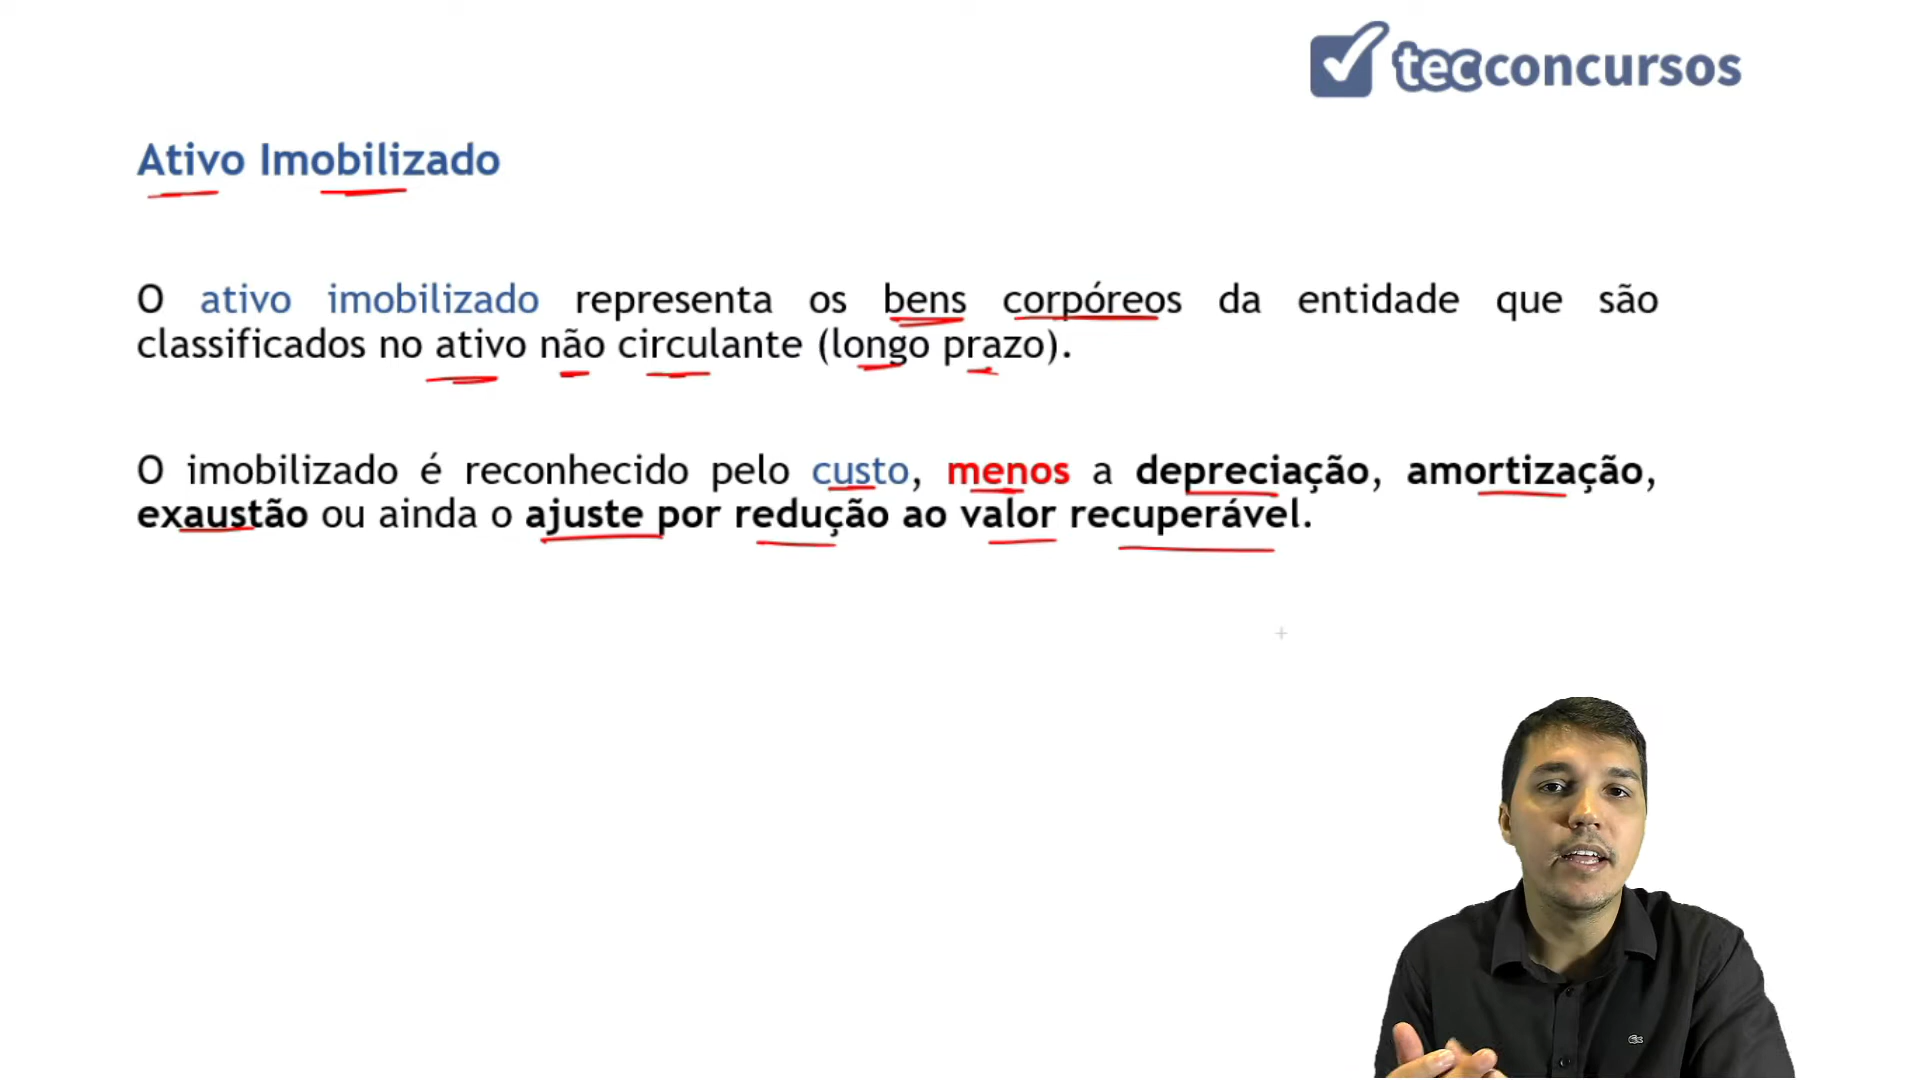 tecconcursos
Ativo Imobilizado
O ativo imobilizado representa os bens corpóreos da entidade que são
classificados no ativo não circulante (longo prazo).
O imobilizado é reconhecido pelo custo, menos a depreciação, amortização,
exaustão ou ainda o ajuste por redução ao valor recuperável.